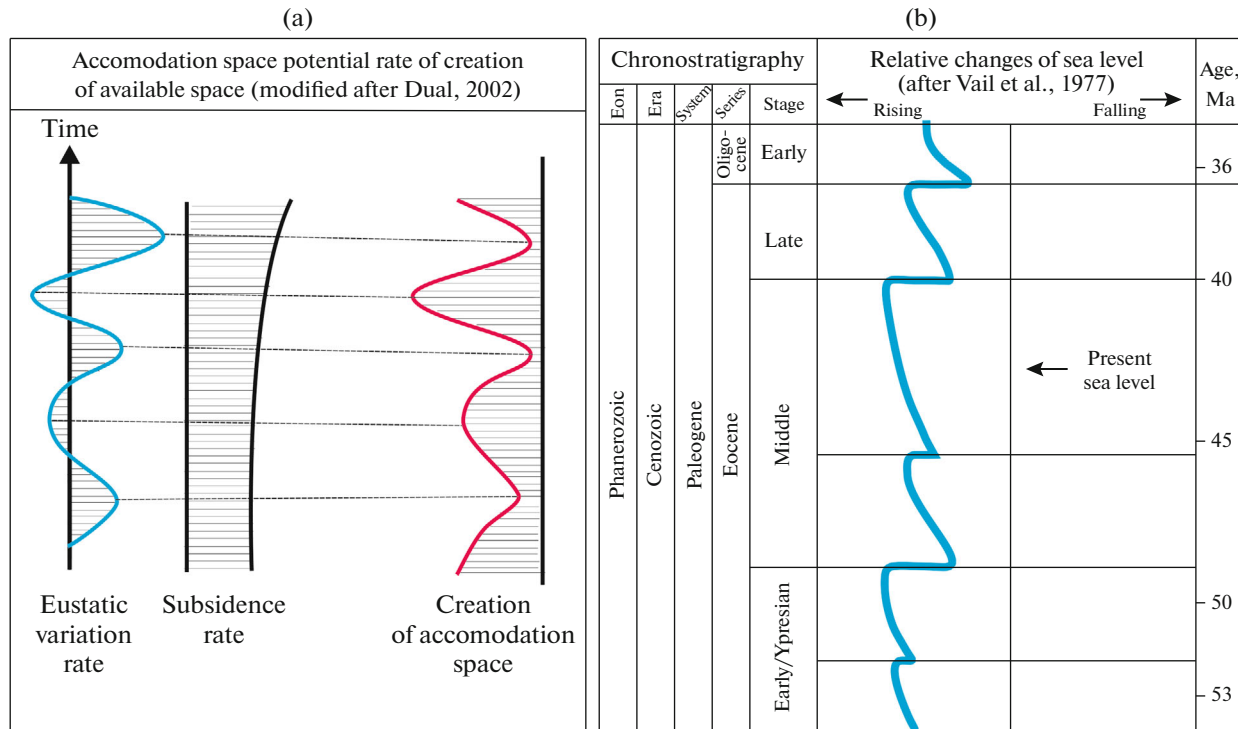 (a)
Accomodation space potential rate of creation
of available space (modified after Dual, 2002)
Time
Eustatic
variation
rate
Subsidence
rate
Creation
of accomodation
space
(b)
Chronostratigraphy
Eon
Era
System
Series
Stage
Relative changes of sea level
(after Vail et al., 1977)
Rising
Falling
Age,
Ma
Phanerozoic
Cenozoic
Paleogene
Oligo-
cene
Eocene
Early
Late
Middle
Early/Ypresian
Present
sea level
36
40
45
50
53